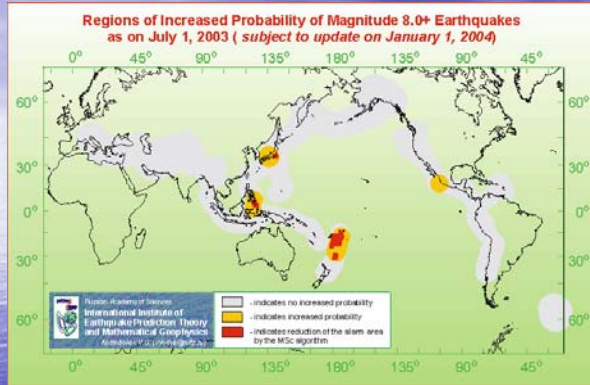 Regions of Increased Probability of Magnitude 8.0+ Earthquakes
as on July 1, 2003 ( subject to update on January 1, 2004)
0° 45° 90° 135° 180° 135° 90° 45°
60° 60°
30° 30°
0° 0°
30° 30°
60° 60°
0° 45° 90° 135° 180° 135° 90° 45°
Russian Academy of Sciences
International Institute of
Earthquake Prediction Theory
and Mathematical Geophysics
- indicates no increased probability
- indicates increased probability
- indicates reduction of the alarm area
by the MSc algorithm